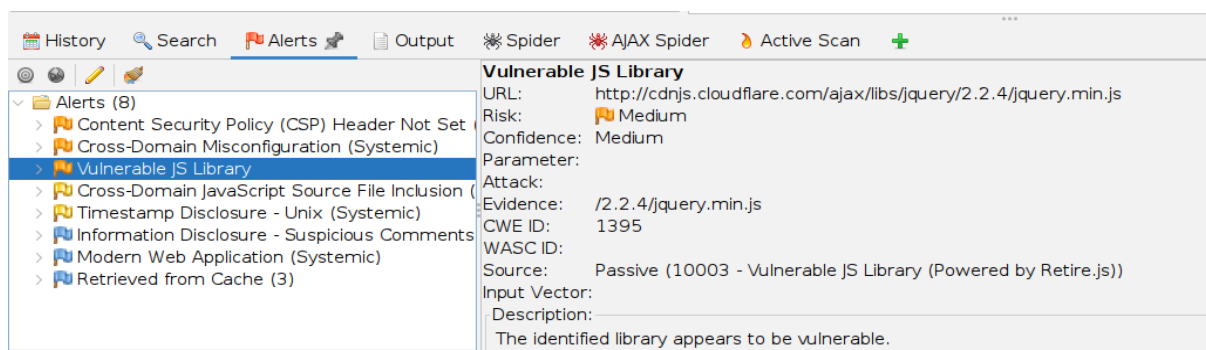 History Search Alerts Output Spider AJAX Spider Active Scan
Alerts (8)
Content Security Policy (CSP) Header Not Set (
Cross-Domain Misconfiguration (Systemic)
Vulnerable JS Library
Cross-Domain JavaScript Source File Inclusion (
Timestamp Disclosure - Unix (Systemic)
Information Disclosure - Suspicious Comments
Modern Web Application (Systemic)
Retrieved from Cache (3)
Vulnerable JS Library
URL: http://cdnjs.cloudflare.com/ajax/libs/jquery/2.2.4/jquery.min.js
Risk: Medium
Confidence: Medium
Parameter:
Attack:
Evidence: /2.2.4/jquery.min.js
CWE ID: 1395
WASC ID:
Source: Passive (10003 - Vulnerable JS Library (Powered by Retire.js))
Input Vector:
Description:
The identified library appears to be vulnerable.